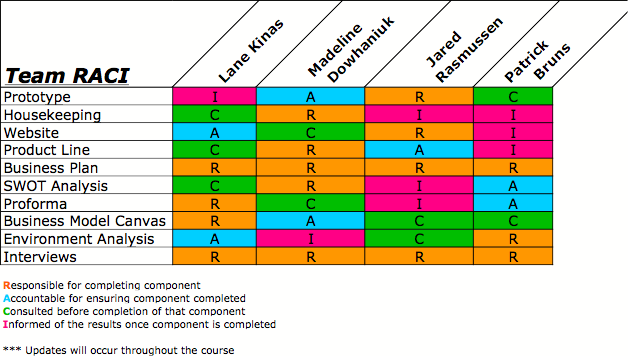 Lane Kinas
Madeline
Dowhaniuk
Jared
Rasmussen
Patrick
Bruns
Team RACI
Prototype I A R C
Housekeeping C R I I
Website A C R I
Product Line C R A I
Business Plan R R R R
SWOT Analysis C R I A
Proforma R C I A
Business Model Canvas R A C C
Environment Analysis A I C R
Interviews R R R R
Responsible for completing component
Accountable for ensuring component completed
Consulted before completion of that component
Informed of the results once component is completed
*** Updates will occur throughout the course